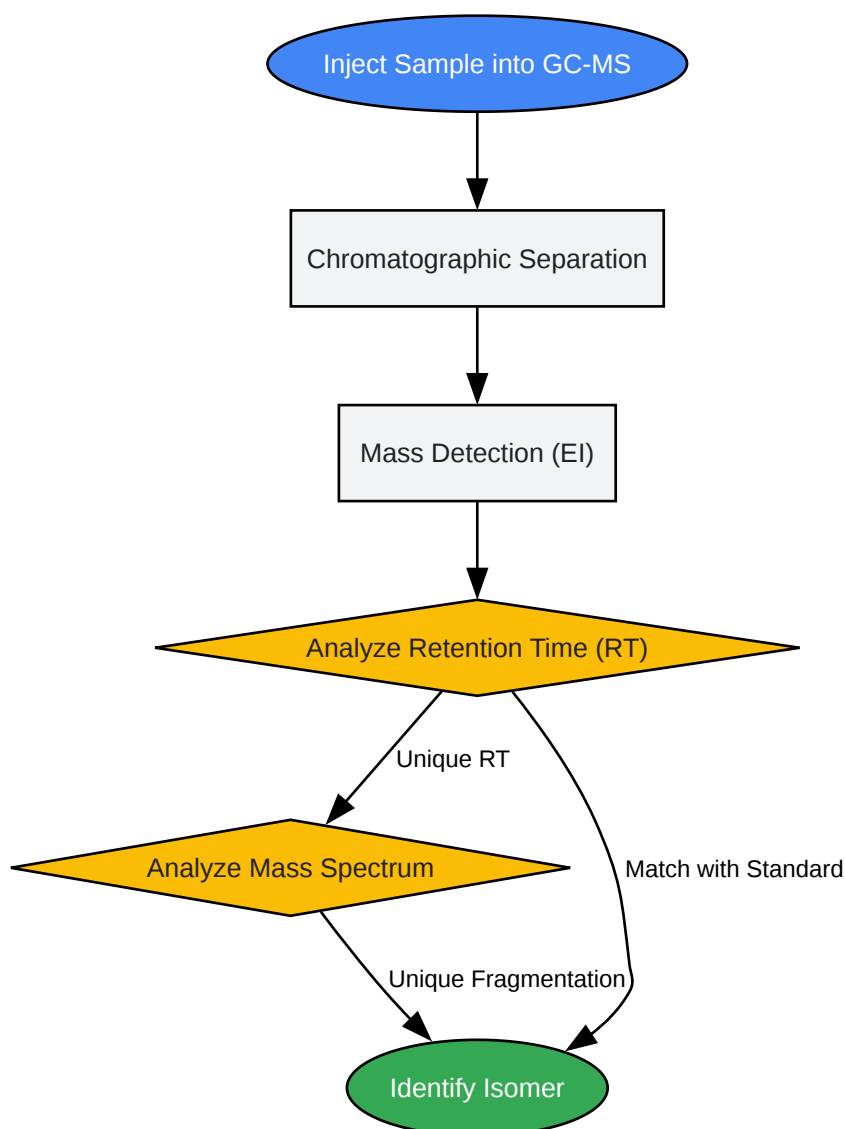 Inject Sample into GC-MS
Chromatographic Separation
Mass Detection (EI)
Analyze Retention Time (RT)
Unique RT
Analyze Mass Spectrum
Match with Standard
Unique Fragmentation
Identify Isomer